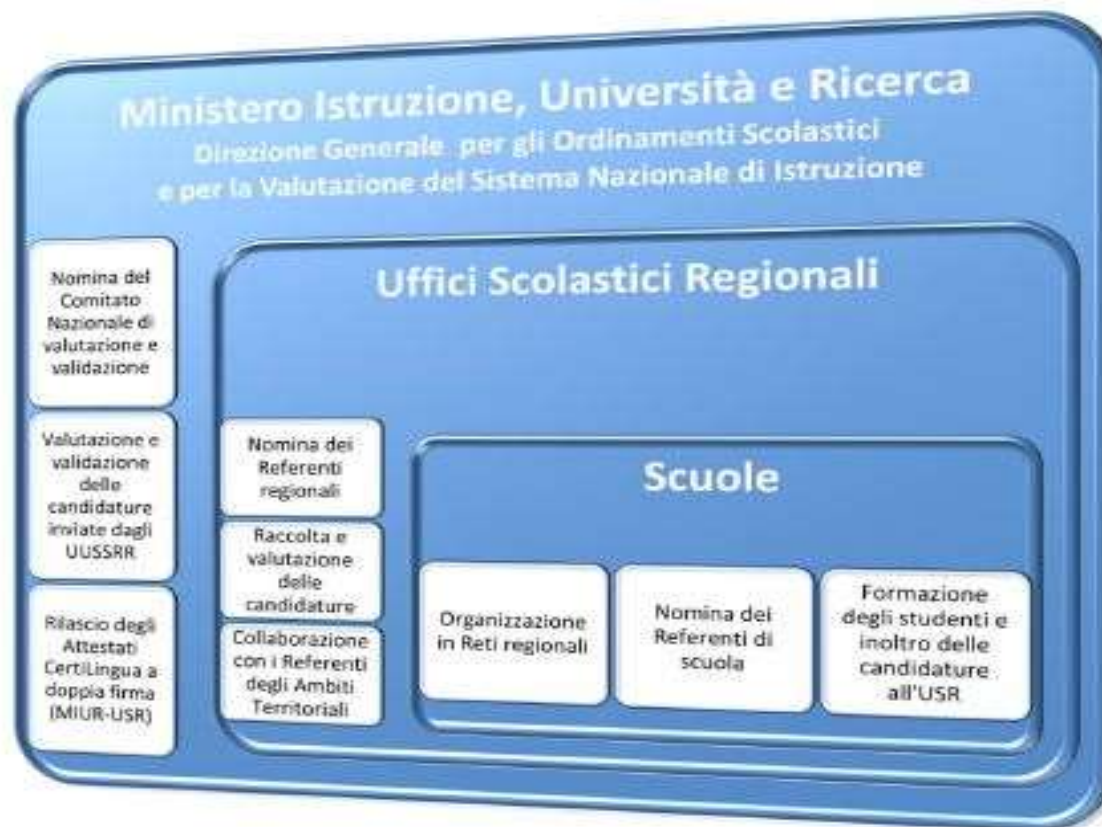 Ministero Istruzione, Università e Ricerca
Direzione Generale per gli Ordinamenti Scolastici
e per la Valutazione del Sistema Nazionale di Istruzione
Nomina del
Comitato
Nazionale di
valutazione e
validazione
Valutazione e
validazione
delle
candidature
inviate dagli
UUSSRR
Rilascio degli
Attestati
CertiLingua a
doppia firma
(MIUR-USR)
Uffici Scolastici Regionali
Nomina dei
Referenti
regionali
Raccolta e
valutazione
delle
candidature
Collaborazione
con i Referenti
degli Ambiti
Territoriali
Scuole
Organizzazione
in Reti regionali
Nomina dei
Referenti di
scuola
Formazione
degli studenti e
inoltro delle
candidature
all'USR